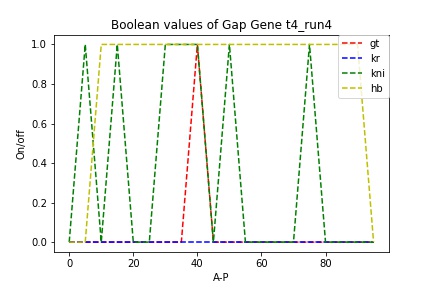 Boolean values of Gap Gene t4_run4
gt
kr
kni
hb
1.0
0.8
0.6
0.4
0.2
0.0
On/off
0 20 40 60 80
A-P